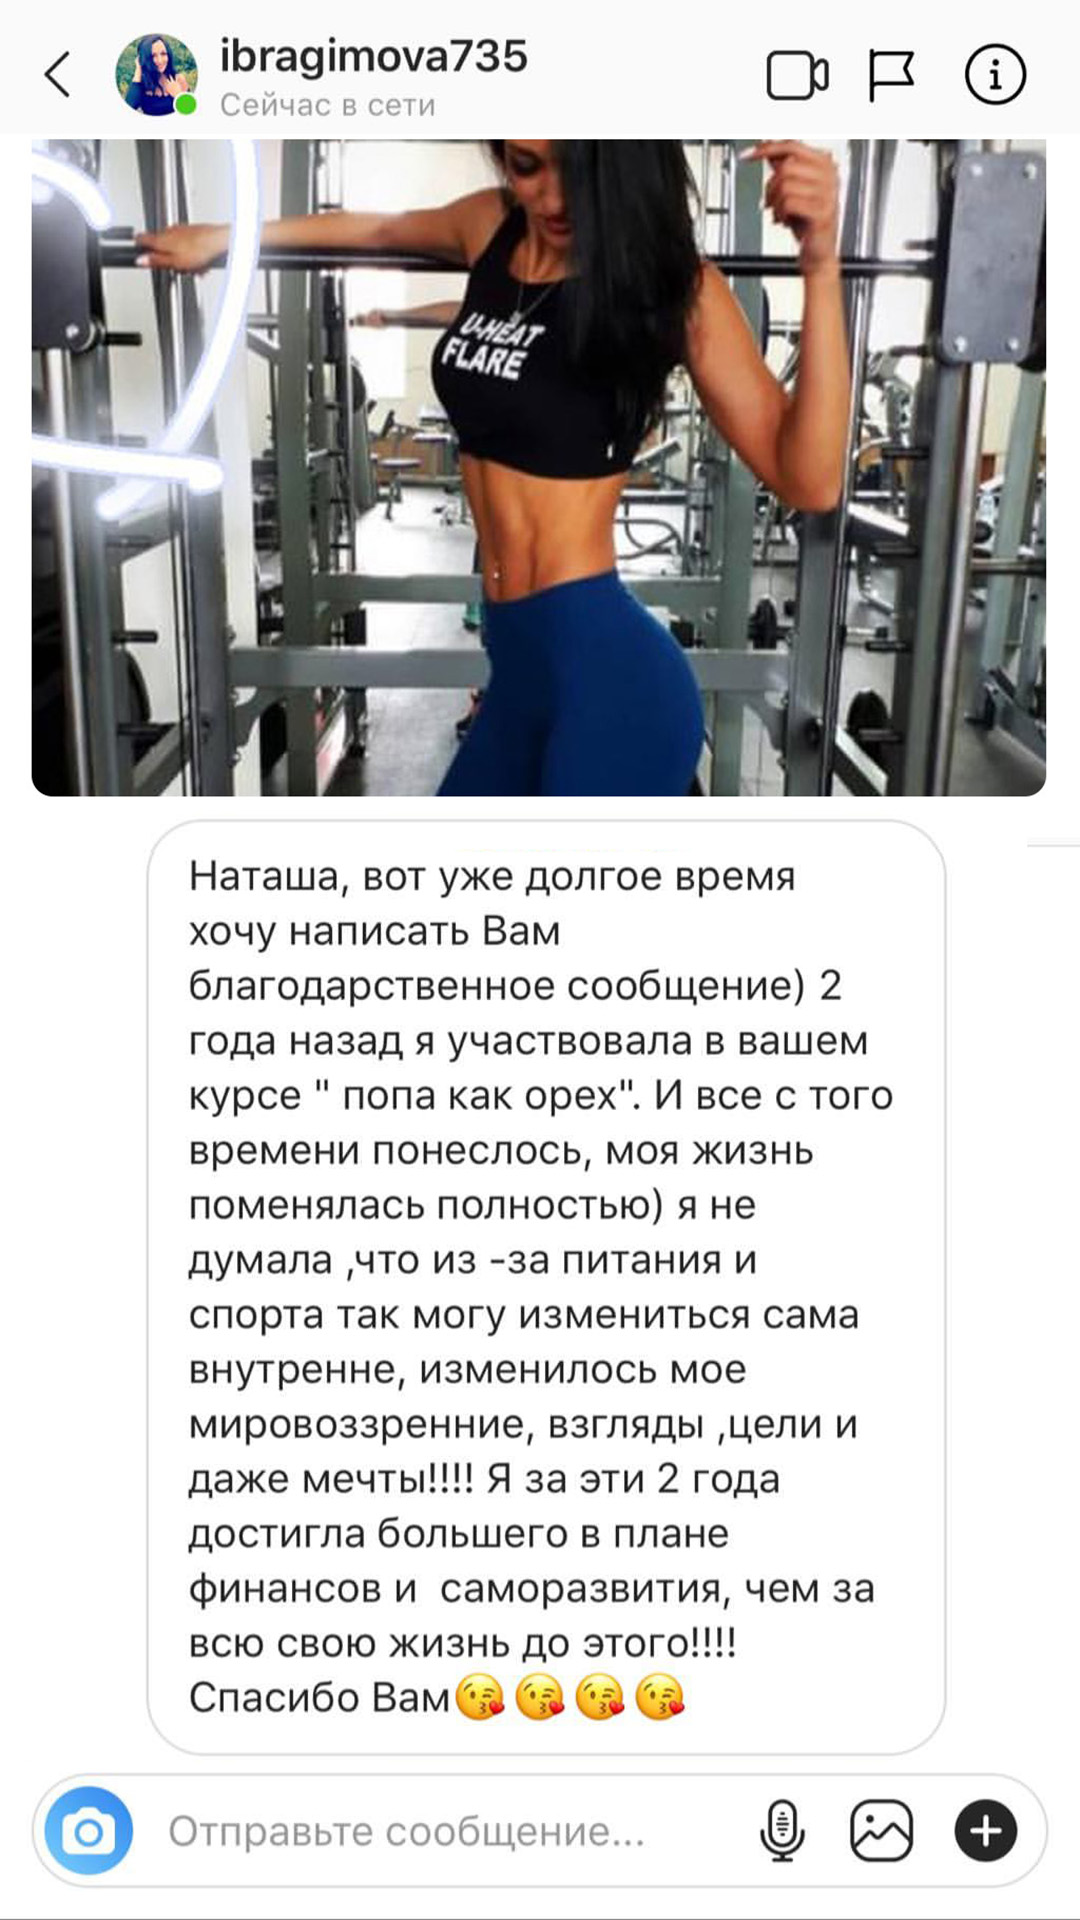 ibragimova735
Сейчас в сети
U-HEAT
FLARE
Наташа, вот уже долгое время
хочу написать Вам
благодарственное сообщение) 2
года назад я участвовала в вашем
курсе " попа как орех". И все с того
времени понеслось, моя жизнь
поменялась полностью) я не
думала ,что из -за питания и
спорта так могу измениться сама
внутренне, изменилось мое
мировоззренние, взгляды ,цели и
даже мечты!!!! Я за эти 2 года
достигла большего в плане
финансов и  саморазвития, чем за
всю свою жизнь до этого!!!!
Спасибо Вам😘😘😘😘
Отправьте сообщение...